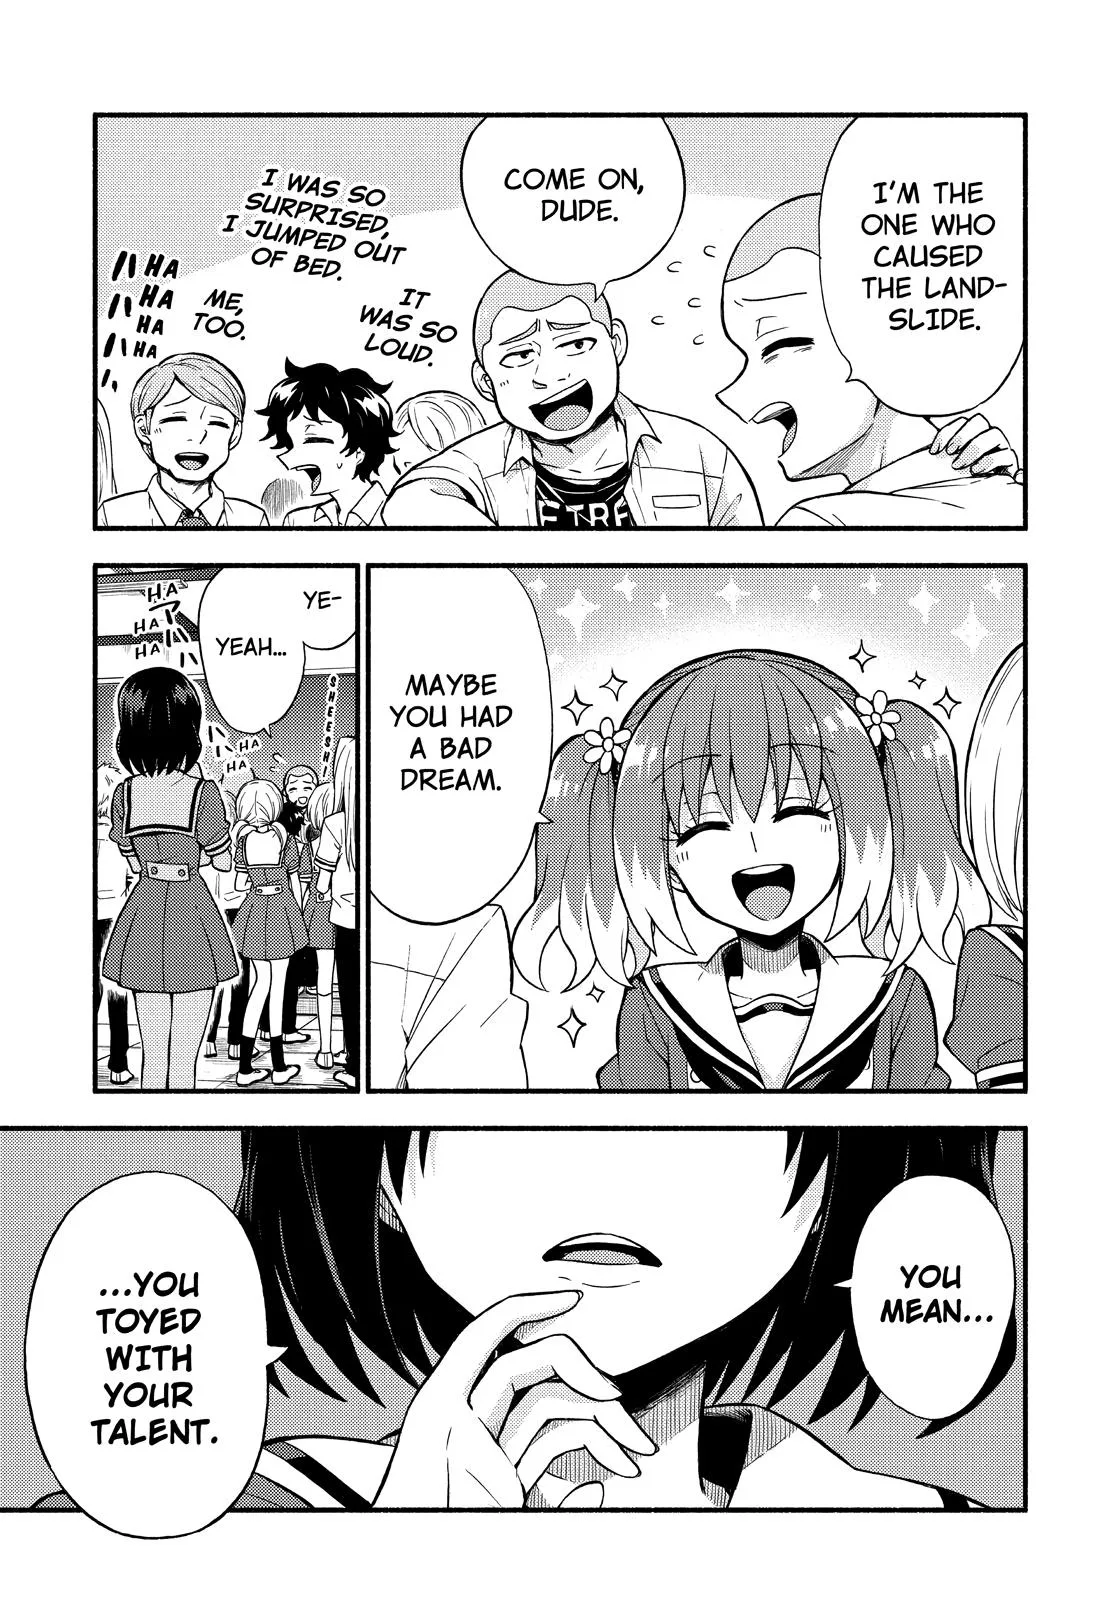 I'M THE
ONE WHO
CAUSED
THE LAND-
SLIDE.
COME ON,
DUDE.
ETRF
IT
WAS SO
LOUD.
I WAS SO
SURPRISED,
I JUMPED OUT
OF BED.
ME,
TOO.
HA
HA
HA
HA
MAYBE
YOU HAD
A BAD
DREAM.
YE-
YEAH...
SHEESH!
HA
HA
HA
HA
HA
YOU
MEAN...
...YOU
TOYED
WITH
YOUR
TALENT.